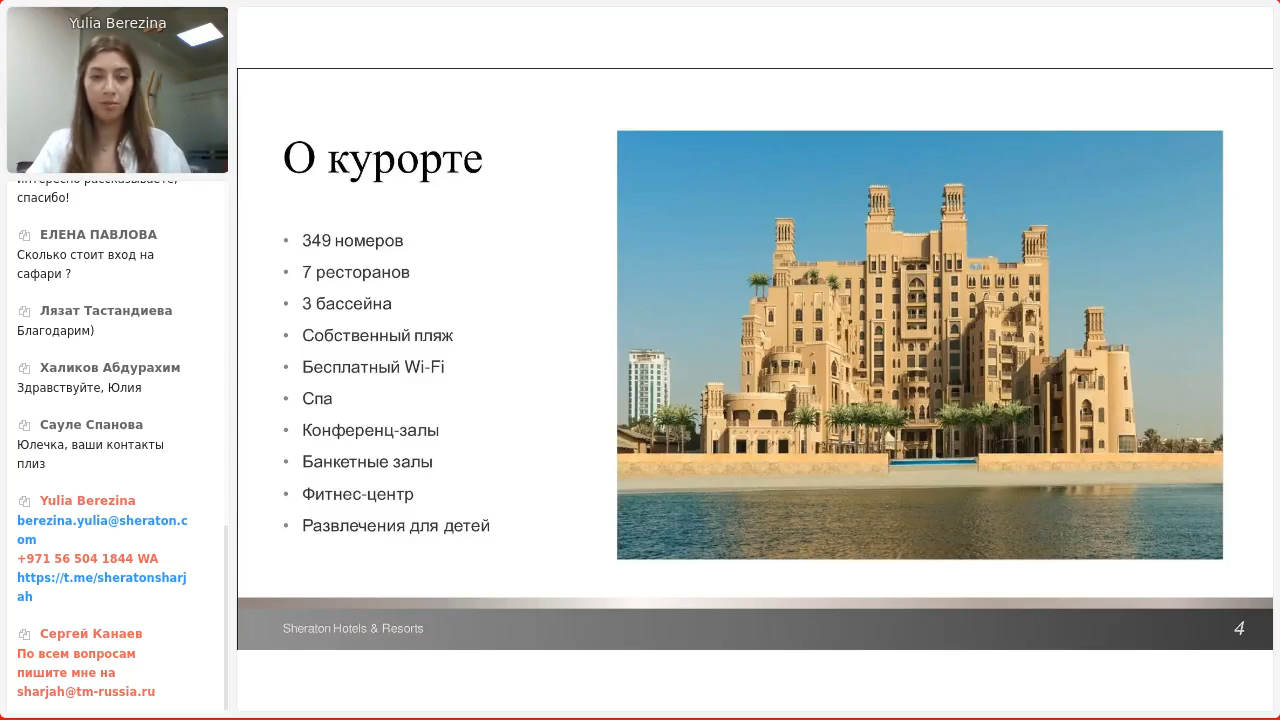 Yulia Berezina
интересно рассказываете,
спасибо!
ЕЛЕНА ПАВЛОВА
Сколько стоит вход на
сафари ?
Лязат Тастандиева
Благодарим)
Халиков Абдурахим
Здравствуйте, Юлия
Сауле Спанова
Юлечка, ваши контакты
плиз
Yulia Berezina
berezina.yulia@sheraton.c
om
+971 56 504 1844 WA
https://t.me/sheratonsharj
ah
Сергей Канаев
По всем вопросам
пишите мне на
sharjah@tm-russia.ru
О курорте
• 349 номеров
• 7 ресторанов
• 3 бассейна
• Собственный пляж
• Бесплатный Wi-Fi
• Спа
• Конференц-залы
• Банкетные залы
• Фитнес-центр
• Развлечения для детей
Sheraton Hotels & Resorts
4